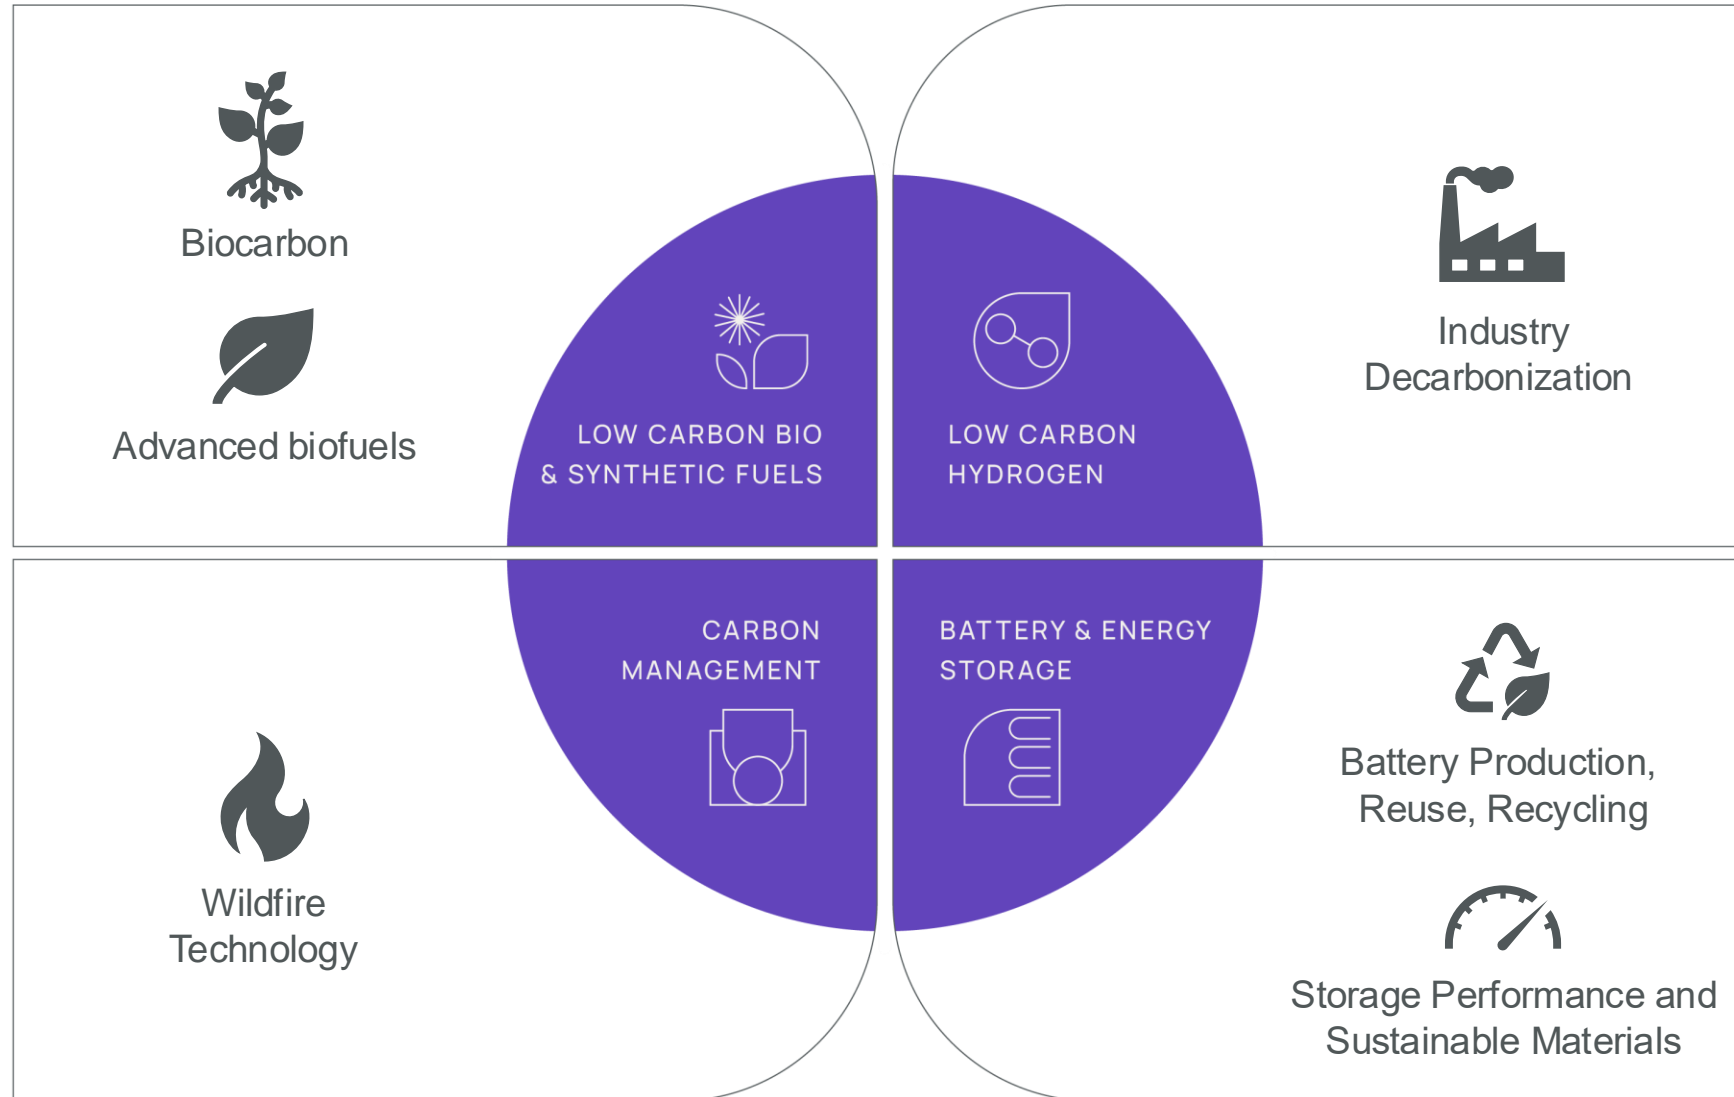 Biocarbon
Advanced biofuels
LOW CARBON BIO
& SYNTHETIC FUELS
LOW CARBON
HYDROGEN
Industry
Decarbonization
Wildfire
Technology
CARBON
MANAGEMENT
BATTERY & ENERGY
STORAGE
Battery Production,
Reuse, Recycling
Storage Performance and
Sustainable Materials